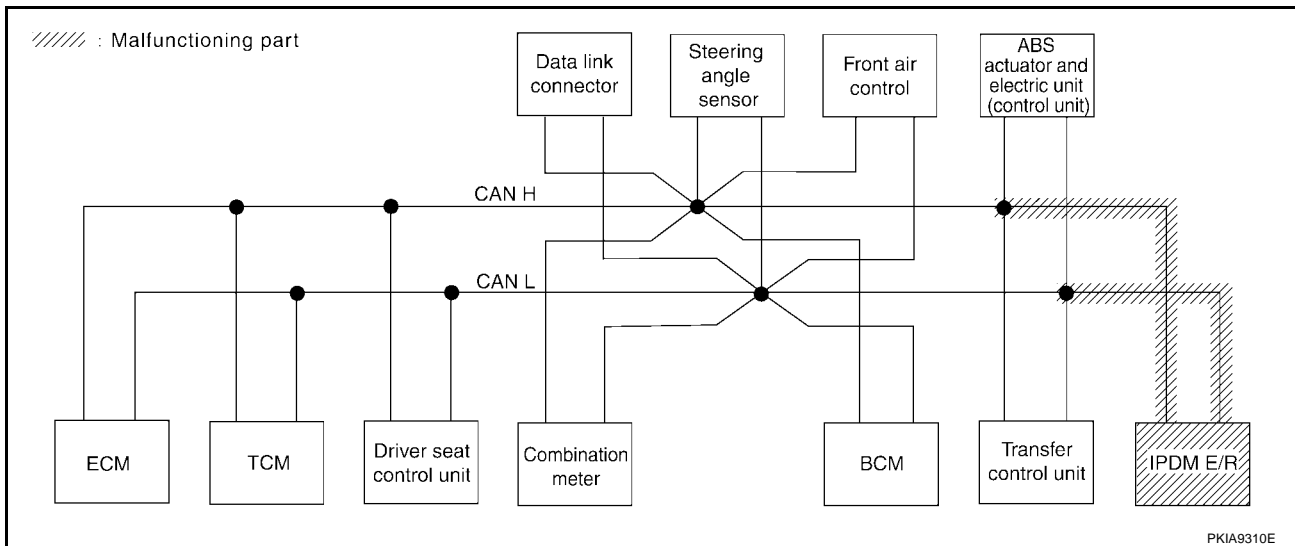 : Malfunctioning part
Data link
connector
Steering
angle
sensor
Front air
control
ABS
actuator and
electric unit
(control unit)
CAN H
CAN L
ECM
TCM
Driver seat
control unit
Combination
meter
BCM
Transfer
control unit
IPDM E/R
PKIA9310E